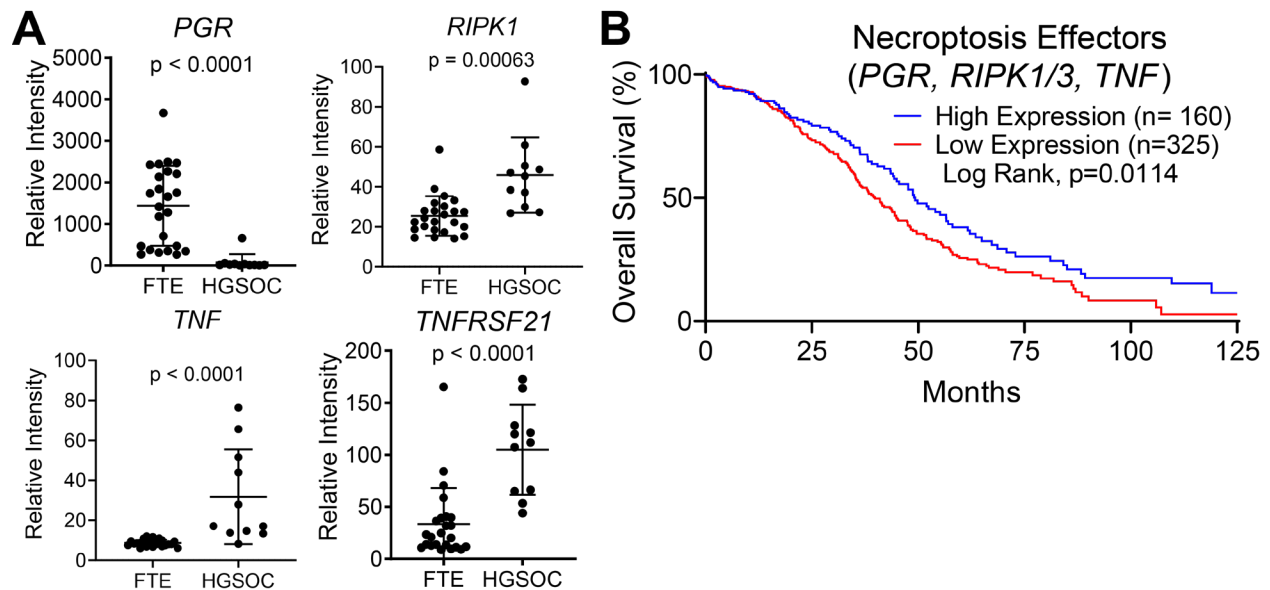 A
PGR
p < 0.0001
Relative Intensity
5000
4000
3000
2000
1000
0
FTE HGSOC
RIPK1
p = 0.00063
Relative Intensity
100
80
60
40
20
0
FTE HGSOC
TNF
p < 0.0001
Relative Intensity
100
80
60
40
20
0
FTE HGSOC
TNFRSF21
p < 0.0001
Relative Intensity
200
150
100
50
0
FTE HGSOC
B
Necroptosis Effectors
(PGR, RIPK1/3, TNF)
High Expression (n= 160)
Low Expression (n=325)
Log Rank, p=0.0114
Overall Survival (%)
100
50
0
0 25 50 75 100 125
Months